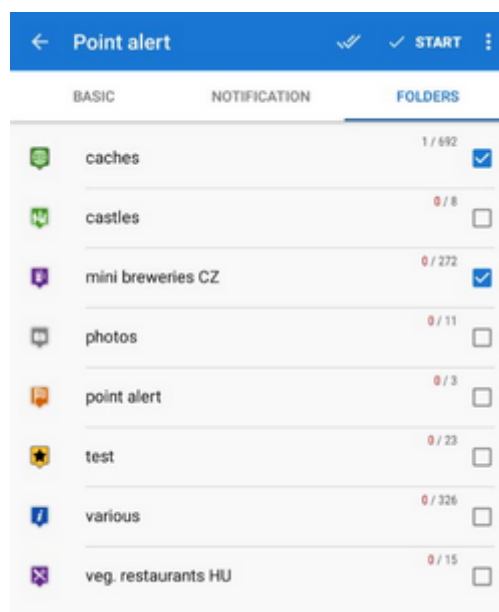 Point alert START
BASIC NOTIFICATION FOLDERS
1 / 692
caches
0 / 8
castles
0 / 272
mini breweries CZ
0 / 11
photos
0 / 3
point alert
0 / 23
test
0 / 326
various
0 / 15
veg. restaurants HU